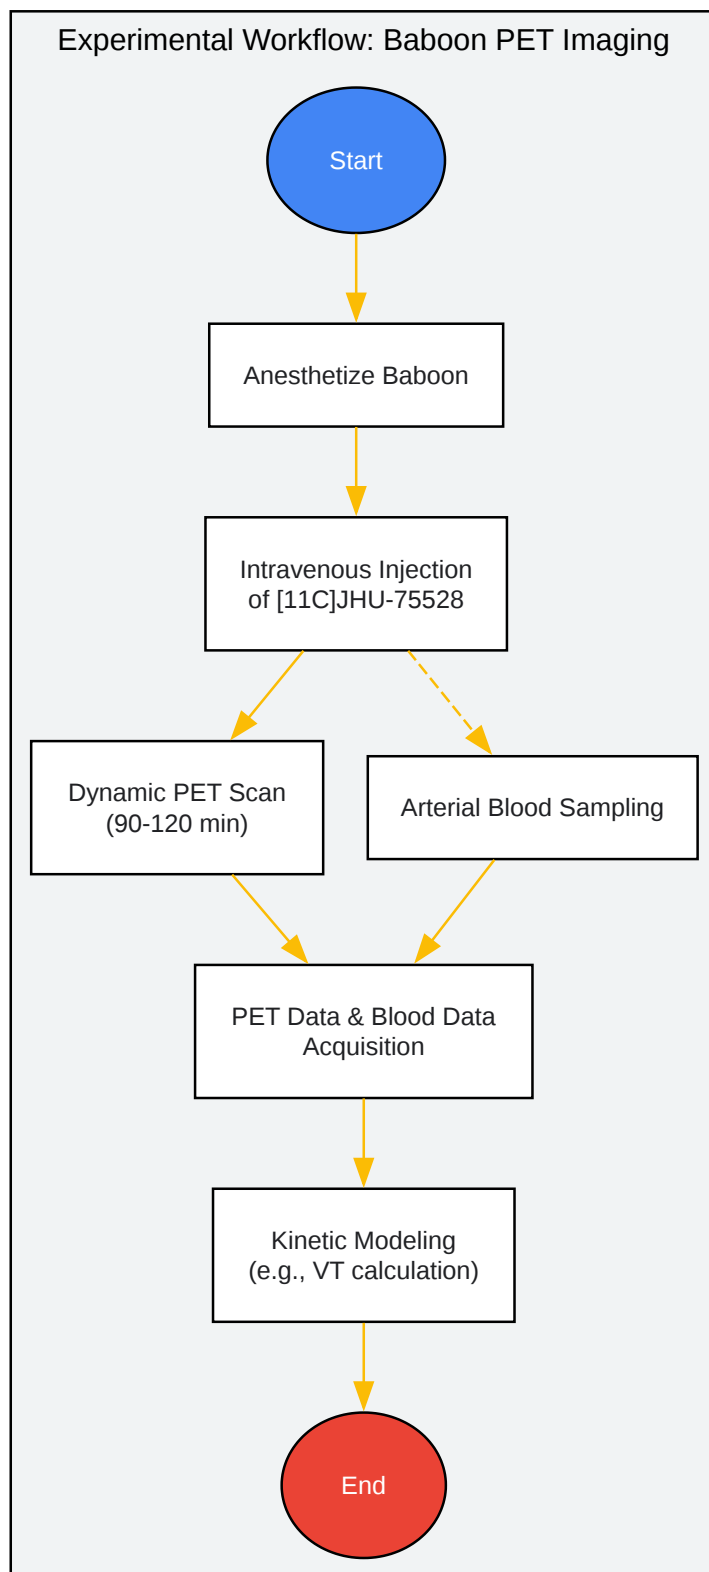 Experimental Workflow: Baboon PET Imaging
Start
Anesthetize Baboon
Intravenous Injection
of [11C]JHU-75528
Dynamic PET Scan
(90-120 min)
Arterial Blood Sampling
PET Data & Blood Data
Acquisition
Kinetic Modeling
(e.g., VT calculation)
End